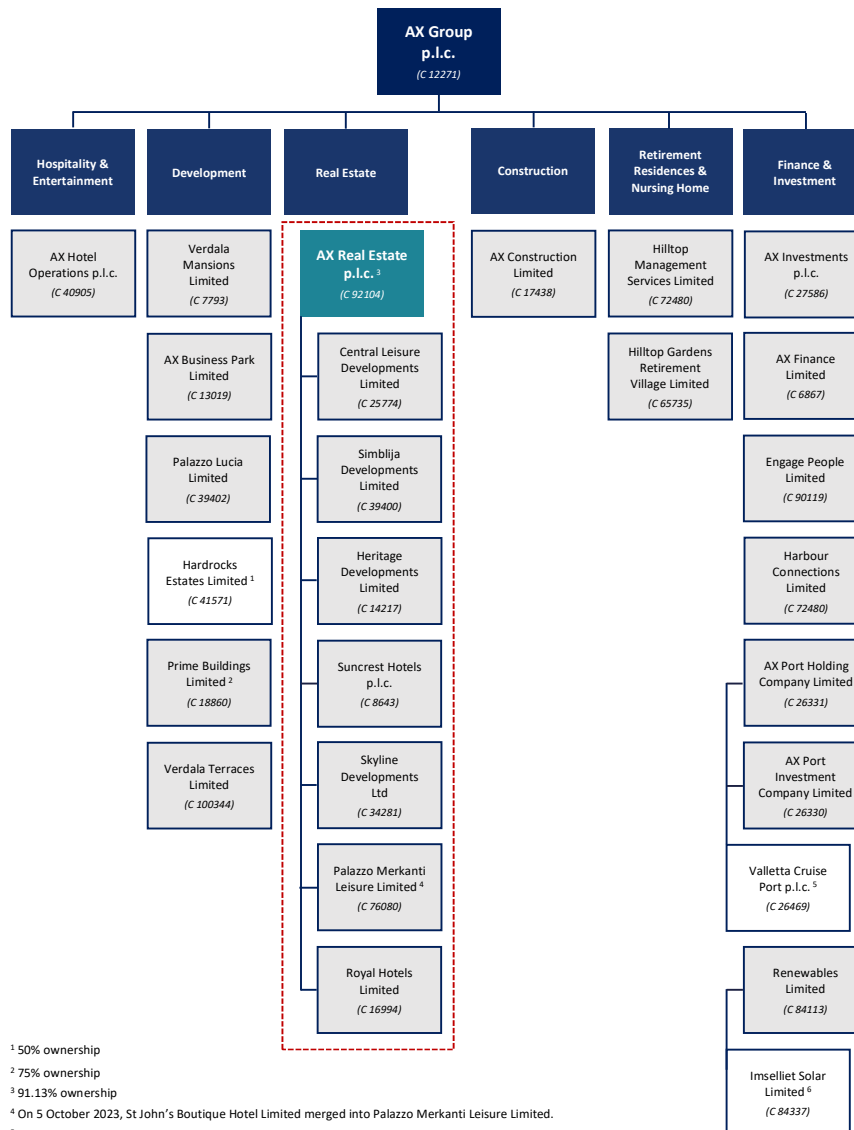 AX Group
p.l.c.
(C 12271)
Hospitality &
Entertainment
Development
Real Estate
Construction
Retirement
Residences &
Nursing Home
Finance &
Investment
AX Hotel
Operations p.l.c.
(C 40905)
Verdala
Mansions
Limited
(C 7793)
AX Business Park
Limited
(C 13019)
Palazzo Lucia
Limited
(C 39402)
Hardrocks
Estates Limited 1
(C 41571)
Prime Buildings
Limited 2
(C 18860)
Verdala Terraces
Limited
(C 100344)
AX Real Estate
p.l.c. 3
(C 92104)
Central Leisure
Developments
Limited
(C 25774)
Simblija
Developments
Limited
(C 39400)
Heritage
Developments
Limited
(C 14217)
Suncrest Hotels
p.l.c.
(C 8643)
Skyline
Developments
Ltd
(C 34281)
Palazzo Merkanti
Leisure Limited 4
(C 76080)
Royal Hotels
Limited
(C 16994)
AX Construction
Limited
(C 17438)
Hilltop
Management
Services Limited
(C 72480)
Hilltop Gardens
Retirement
Village Limited
(C 65735)
AX Investments
p.l.c.
(C 27586)
AX Finance
Limited
(C 6867)
Engage People
Limited
(C 90119)
Harbour
Connections
Limited
(C 72480)
AX Port Holding
Company Limited
(C 26331)
AX Port
Investment
Company Limited
(C 26330)
Valletta Cruise
Port p.l.c. 5
(C 26469)
Renewables
Limited
(C 84113)
Imselliet Solar
Limited 6
(C 84337)
1 50% ownership
2 75% ownership
3 91.13% ownership
4 On 5 October 2023, St John's Boutique Hotel Limited merged into Palazzo Merkanti Leisure Limited.